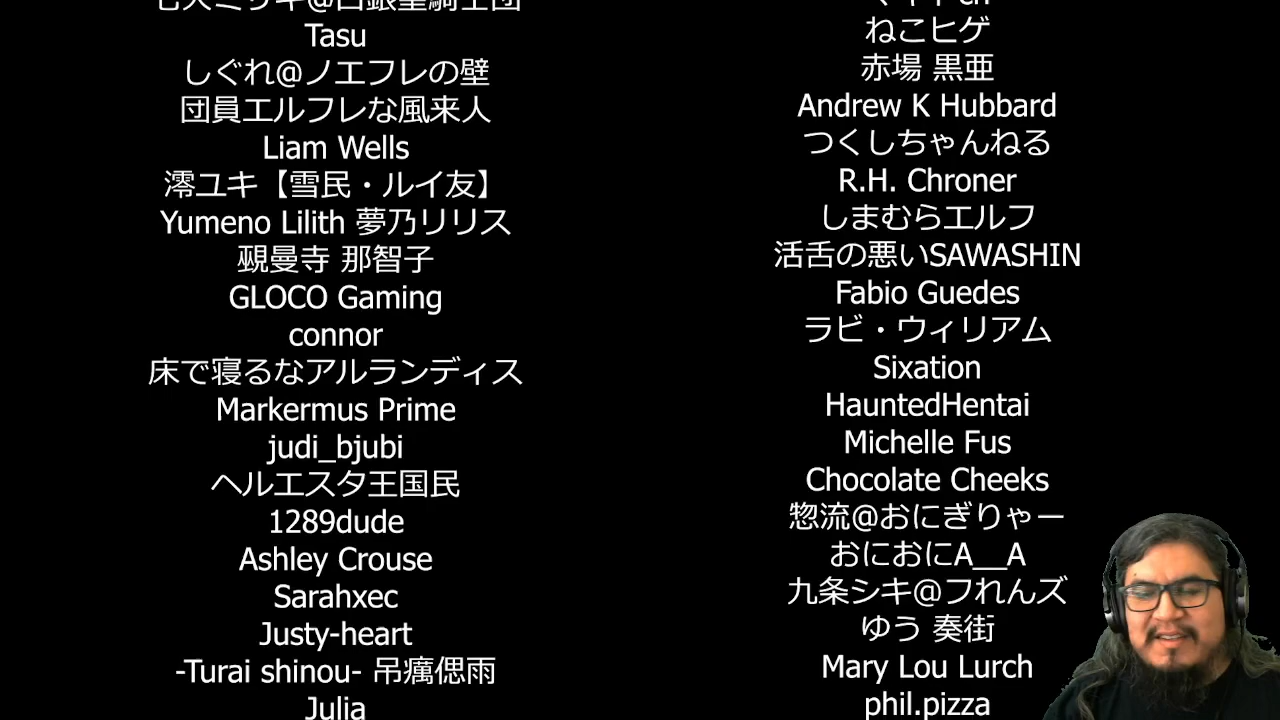 Tasu
しぐれ@ノエフレの壁
団員エルフレな風来人
Liam Wells
澪ユキ【雪民・ルイ友】
Yumeno Lilith 夢乃リリス
覡曼寺 那智子
GLOCO Gaming
connor
床で寝るなアルランディス
Markermus Prime
judi_bjubi
ヘルエスタ王国民
1289dude
Ashley Crouse
Sarahxec
Justy-heart
-Turai shinou- 吊癘偲雨
Julia
ねこヒゲ
赤場 黒亜
Andrew K Hubbard
つくしちゃんねる
R.H. Chroner
しまむらエルフ
活舌の悪いSAWASHIN
Fabio Guedes
ラビ・ウィリアム
Sixation
HauntedHentai
Michelle Fus
Chocolate Cheeks
惣流@おにぎりゃー
おにおにA__A
九条シキ@フれんズ
ゆう 奏街
Mary Lou Lurch
phil.pizza